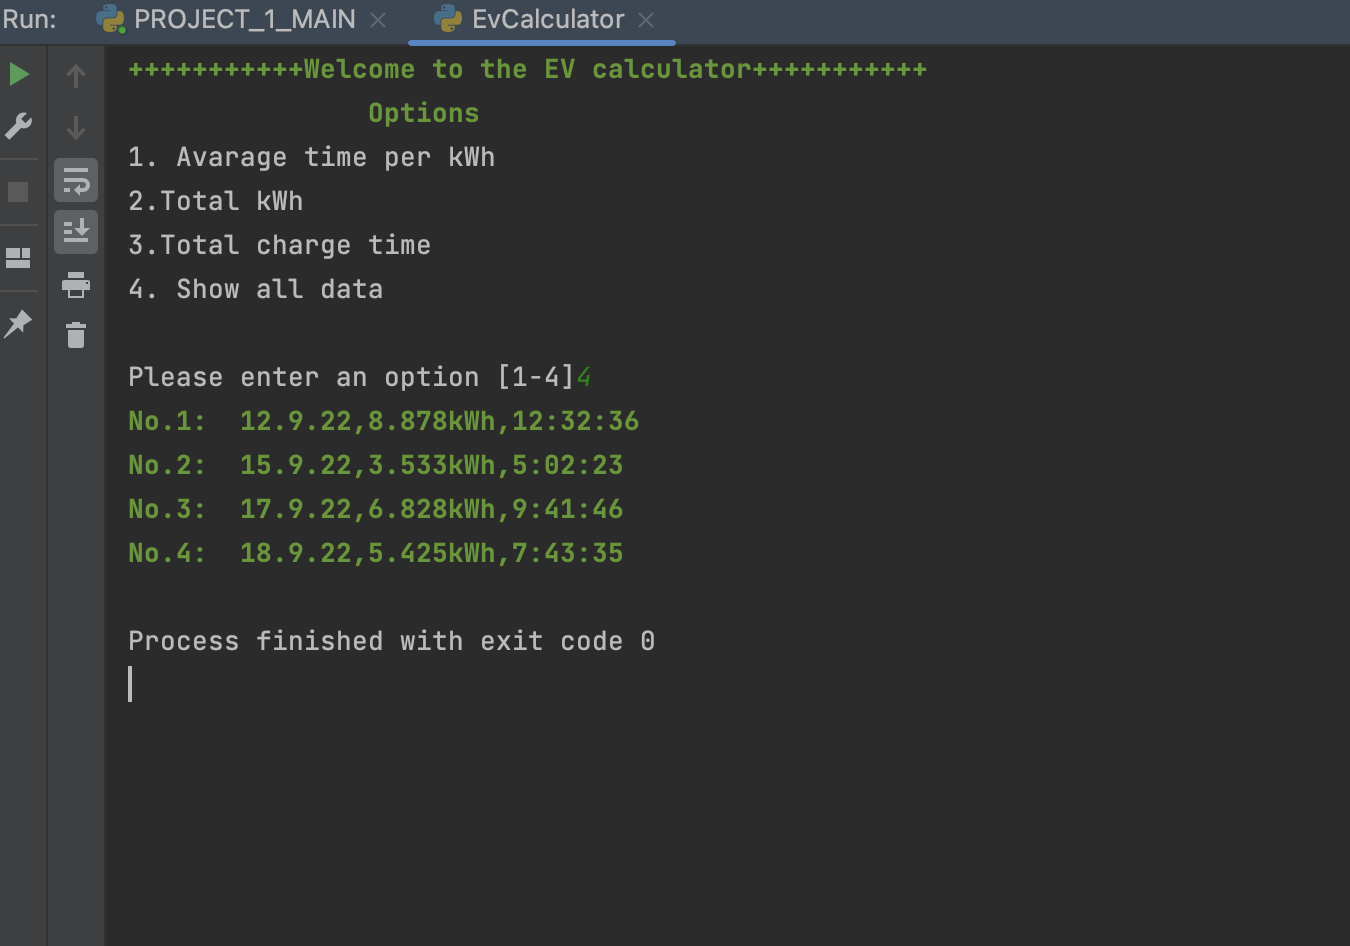 Run: PROJECT_1_MAIN EvCalculator
+++++++++++Welcome to the EV calculator+++++++++++
Options
1. Avarage time per kWh
2.Total kWh
3.Total charge time
4. Show all data
Please enter an option [1-4]4
No.1:  12.9.22,8.878kWh,12:32:36
No.2:  15.9.22,3.533kWh,5:02:23
No.3:  17.9.22,6.828kWh,9:41:46
No.4:  18.9.22,5.425kWh,7:43:35
Process finished with exit code 0